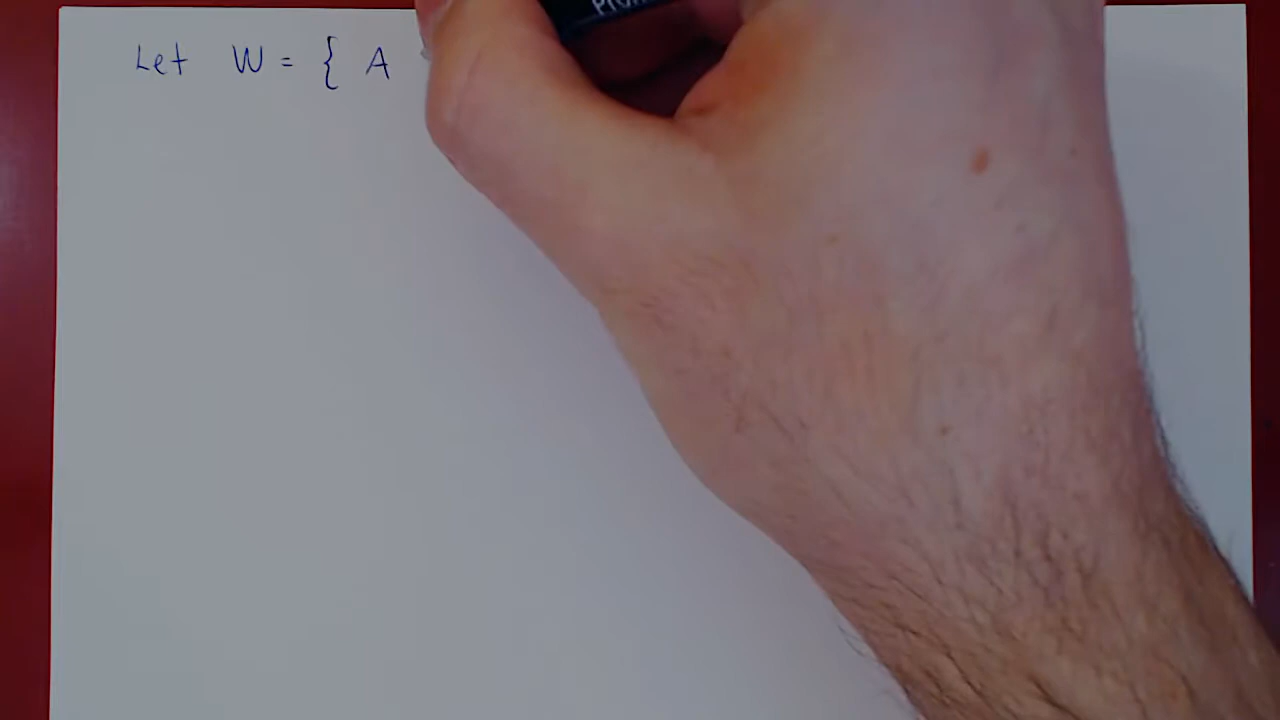 Let W = { A